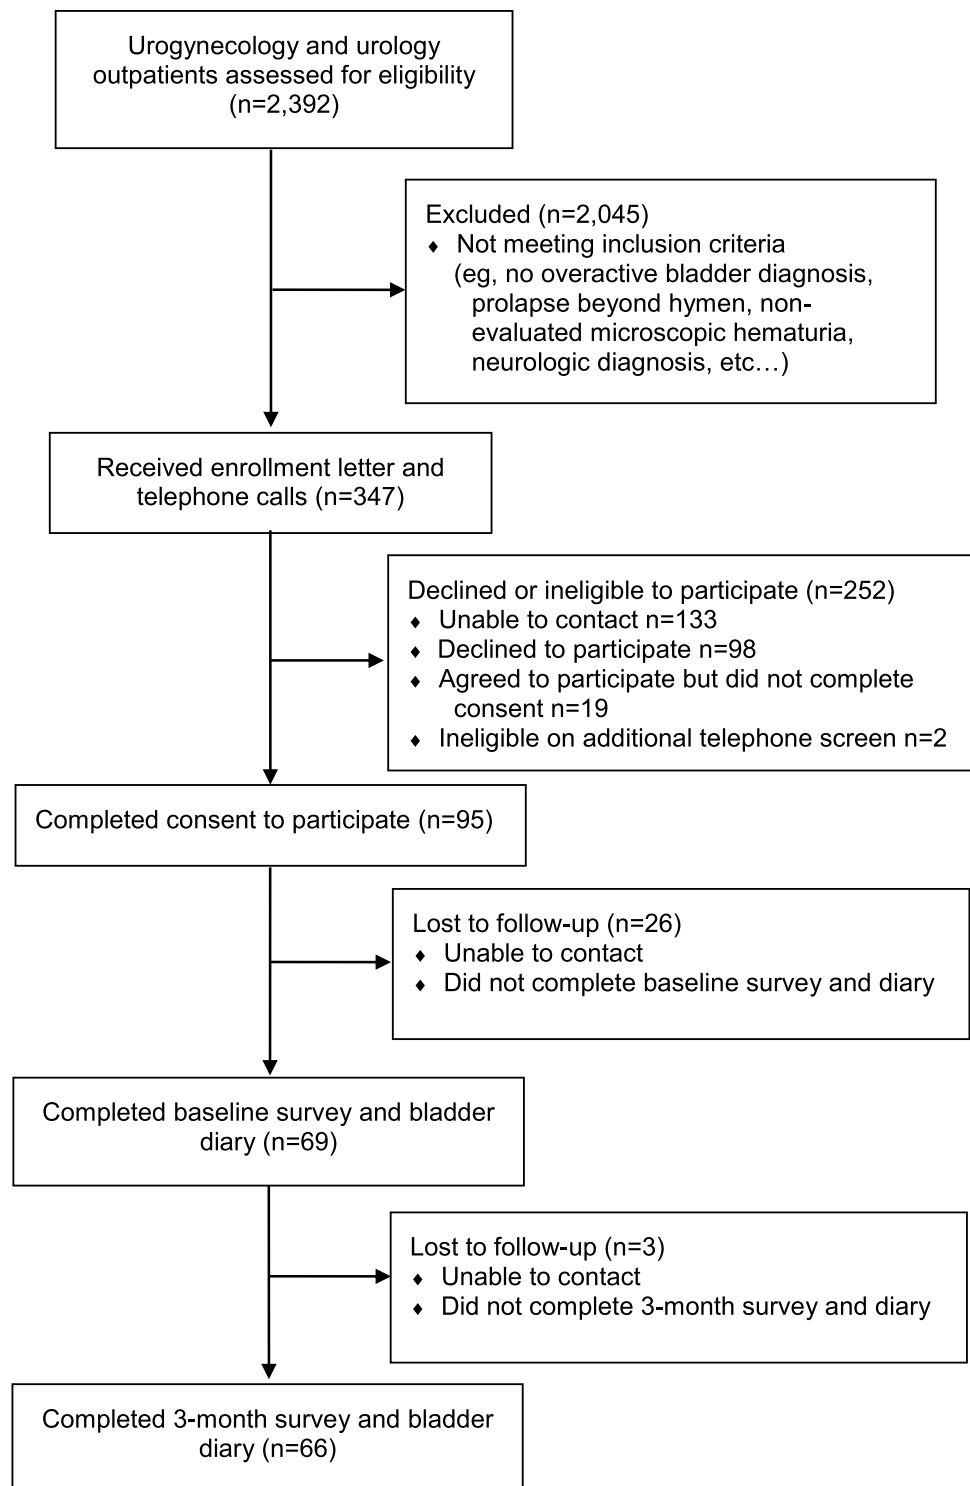 Urogynecology and urology
outpatients assessed for eligibility
(n=2,392)
Excluded (n=2,045)
♦ Not meeting inclusion criteria
(eg, no overactive bladder diagnosis,
prolapse beyond hymen, non-
evaluated microscopic hematuria,
neurologic diagnosis, etc…)
Received enrollment letter and
telephone calls (n=347)
Declined or ineligible to participate (n=252)
♦ Unable to contact n=133
♦ Declined to participate n=98
♦ Agreed to participate but did not complete
consent n=19
♦ Ineligible on additional telephone screen n=2
Completed consent to participate (n=95)
Lost to follow-up (n=26)
♦ Unable to contact
♦ Did not complete baseline survey and diary
Completed baseline survey and bladder
diary (n=69)
Lost to follow-up (n=3)
♦ Unable to contact
♦ Did not complete 3-month survey and diary
Completed 3-month survey and bladder
diary (n=66)